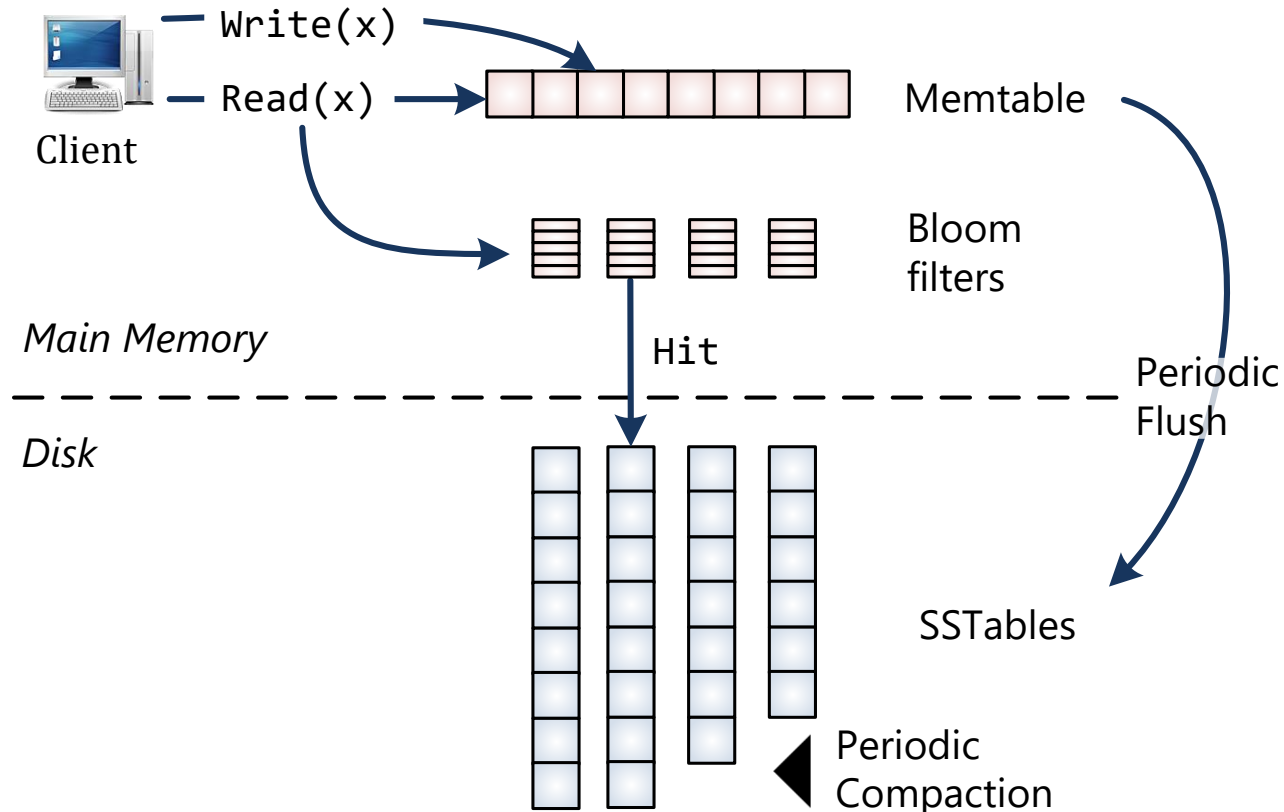 Write(x)
Read(x)
Client
Memtable
Bloom
filters
Main Memory
Hit
Periodic
Flush
Disk
SSTables
Periodic
Compaction